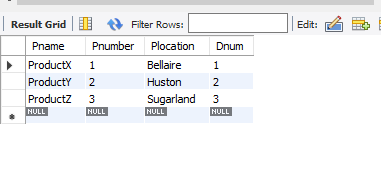 Result Grid Filter Rows: Edit:
Pname Pnumber Plocation Dnum
ProductX 1 Bellaire 1
ProductY 2 Huston 2
ProductZ 3 Sugarland 3
NULL NULL NULL NULL